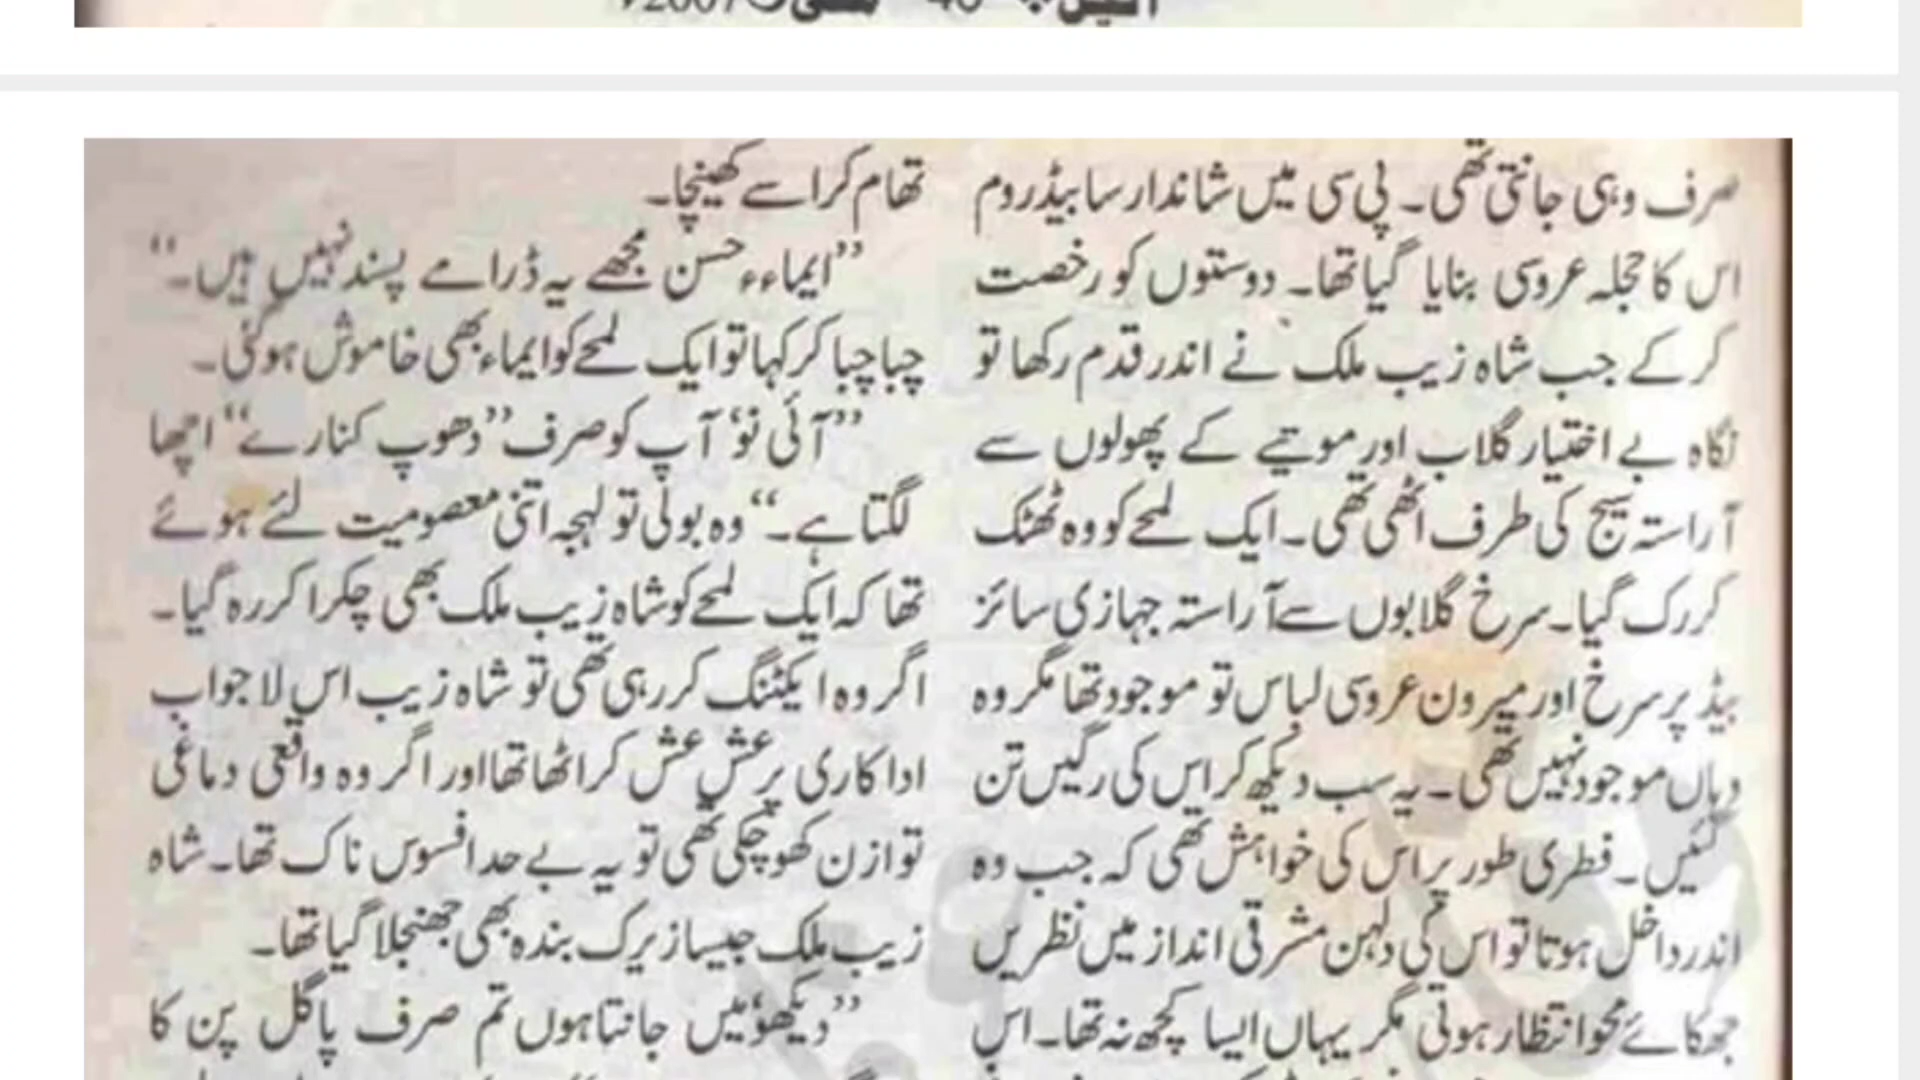 صرف وہی جانتی تھی۔ پی سی میں شاندار سا بیڈ روم
اس کا حجلہ عروسی بنایا گیا تھا۔ دوستوں کو رخصت
کر کے جب شاہ زیب ملک نے اندر قدم رکھا تو
نگاہ بے اختیار گلاب اور موتیے کے پھولوں سے
آراستہ سیج کی طرف اٹھی تھی۔ ایک لمحے کو وہ ٹھٹک
کر رک گیا۔ سرخ گلابوں سے آراستہ جہازی سائز
بیڈ پر سرخ اور میرون عروسی لباس تو موجود تھا مگر وہ
وہاں موجود نہیں تھی۔ یہ سب دیکھ کر اس کی رگیں تن
گئیں۔ فطری طور پر اس کی خواہش تھی کہ جب وہ
اندر داخل ہوتا تو اس کی دلہن مشرقی انداز میں نظریں
جھکائے محو انتظار ہوتی مگر یہاں ایسا کچھ نہ تھا۔ اس
تھام کر اسے کھینچا۔
”ایماء حسن مجھے یہ ڈرامے پسند نہیں ہیں۔“
چبا چبا کر کہا تو ایک لمحے کو ایماء بھی خاموش ہو گئی۔
”آئی نو‘ آپ کو صرف ”دھوپ کنارے“ اچھا
لگتا ہے۔“ وہ بولی تو لہجہ اتنی معصومیت لئے ہوئے
تھا کہ ایک لمحے کو شاہ زیب ملک بھی چکرا کر رہ گیا۔
اگر وہ ایکٹنگ کر رہی تھی تو شاہ زیب اس لا جواب
اداکاری پر عش عش کر اٹھا تھا اور اگر وہ واقعی دماغی
توازن کھو چکی تھی تو یہ بے حد افسوس ناک تھا۔ شاہ
زیب ملک جیسا زیرک بندہ بھی جھنجلا گیا تھا۔
”دیکھو‘ میں جانتا ہوں تم صرف پاگل پن کا